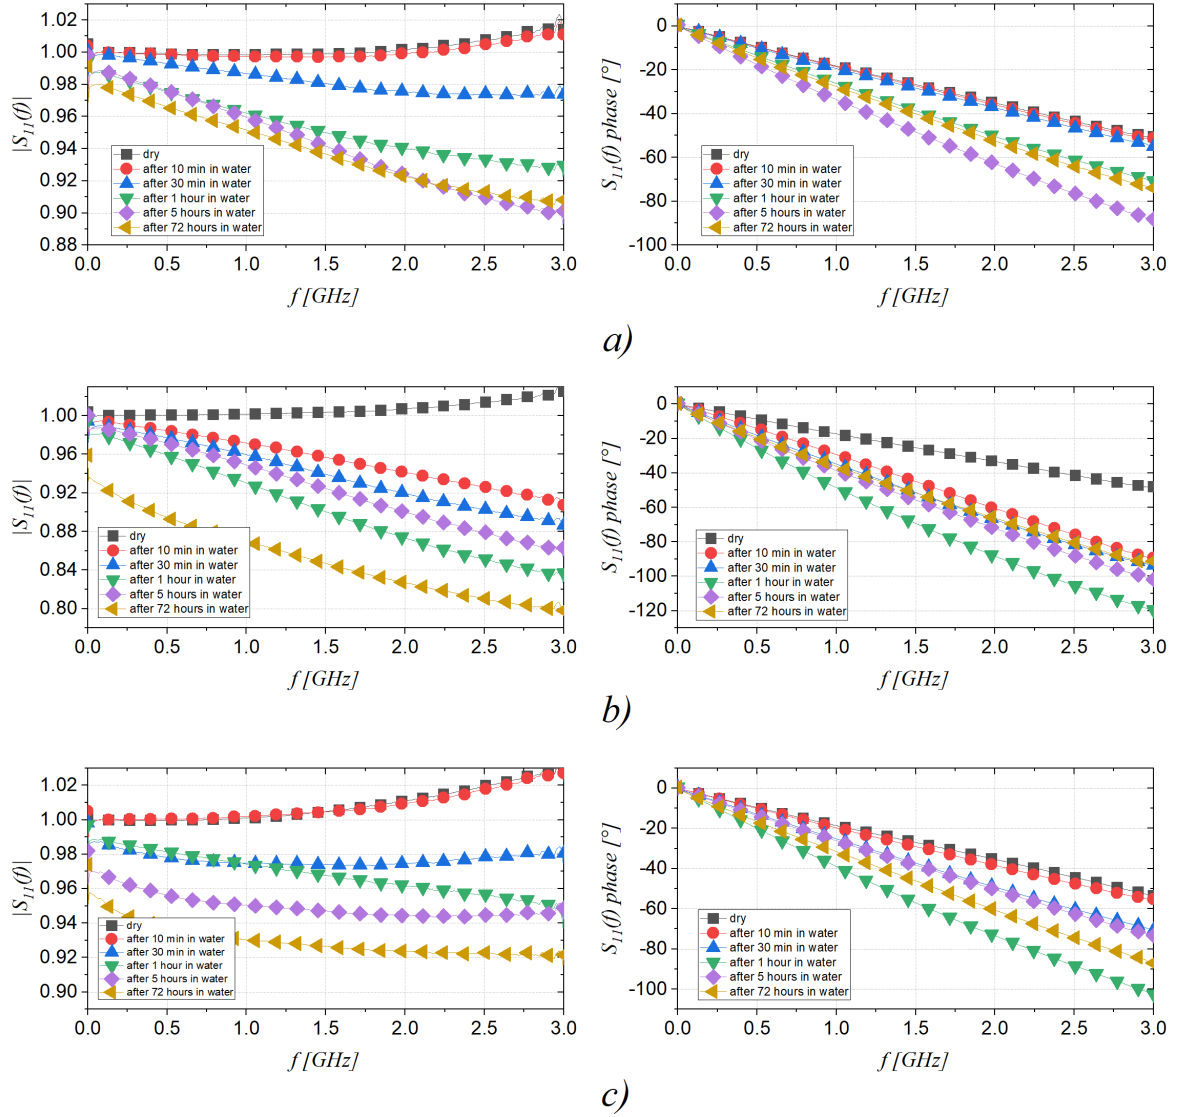 1.02
1.00
0.98
0.96
0.94
0.92
0.90
0.88
|S11(f)|
dry
after 10 min in water
after 30 min in water
after 1 hour in water
after 5 hours in water
after 72 hours in water
0.0 0.5 1.0 1.5 2.0 2.5 3.0
f [GHz]
0
-20
-40
-60
-80
-100
S11(f) phase [°]
dry
after 10 min in water
after 30 min in water
after 1 hour in water
after 5 hours in water
after 72 hours in water
0.0 0.5 1.0 1.5 2.0 2.5 3.0
f [GHz]
a)
1.00
0.96
0.92
0.88
0.84
0.80
|S11(f)|
dry
after 10 min in water
after 30 min in water
after 1 hour in water
after 5 hours in water
after 72 hours in water
0.0 0.5 1.0 1.5 2.0 2.5 3.0
f [GHz]
0
-20
-40
-60
-80
-100
-120
S11(f) phase [°]
dry
after 10 min in water
after 30 min in water
after 1 hour in water
after 5 hours in water
after 72 hours in water
0.0 0.5 1.0 1.5 2.0 2.5 3.0
f [GHz]
b)
1.02
1.00
0.98
0.96
0.94
0.92
0.90
|S11(f)|
dry
after 10 min in water
after 30 min in water
after 1 hour in water
after 5 hours in water
after 72 hours in water
0.0 0.5 1.0 1.5 2.0 2.5 3.0
f [GHz]
0
-20
-40
-60
-80
-100
S11(f) phase [°]
dry
after 10 min in water
after 30 min in water
after 1 hour in water
after 5 hours in water
after 72 hours in water
0.0 0.5 1.0 1.5 2.0 2.5 3.0
f [GHz]
c)